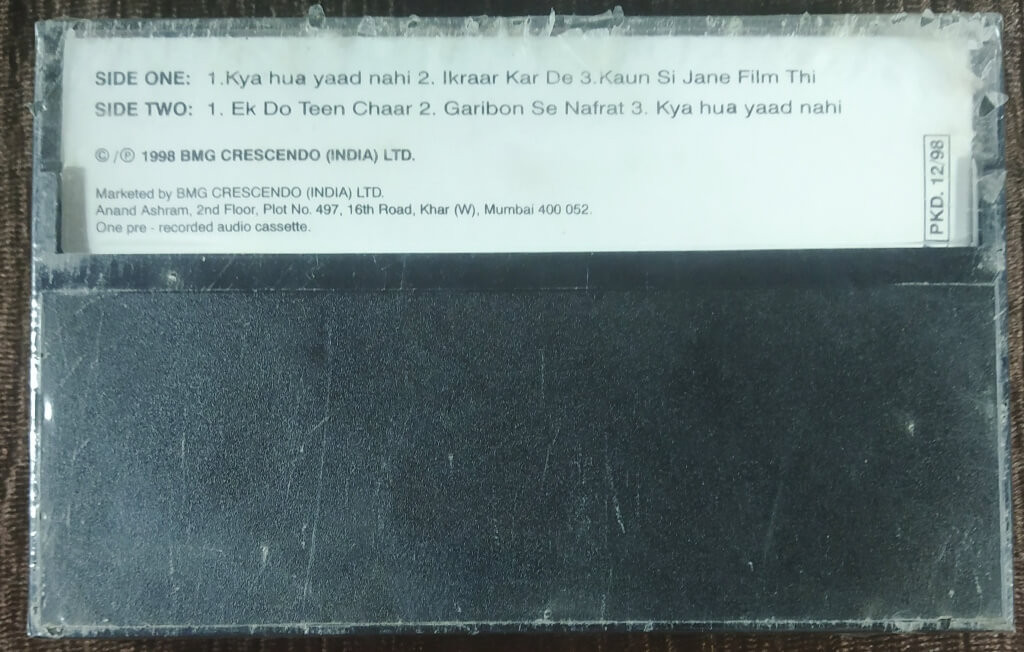 SIDE ONE: 1.Kya hua yaad nahi 2. Ikraar Kar De 3.Kaun Si Jane Film Thi
SIDE TWO: 1. Ek Do Teen Chaar 2. Garibon Se Nafrat 3. Kya hua yaad nahi
©/℗ 1998 BMG CRESCENDO (INDIA) LTD.
Marketed by BMG CRESCENDO (INDIA) LTD.
Anand Ashram, 2nd Floor, Plot No. 497, 16th Road, Khar (W), Mumbai 400 052.
One pre - recorded audio cassette.
PKD. 12/98